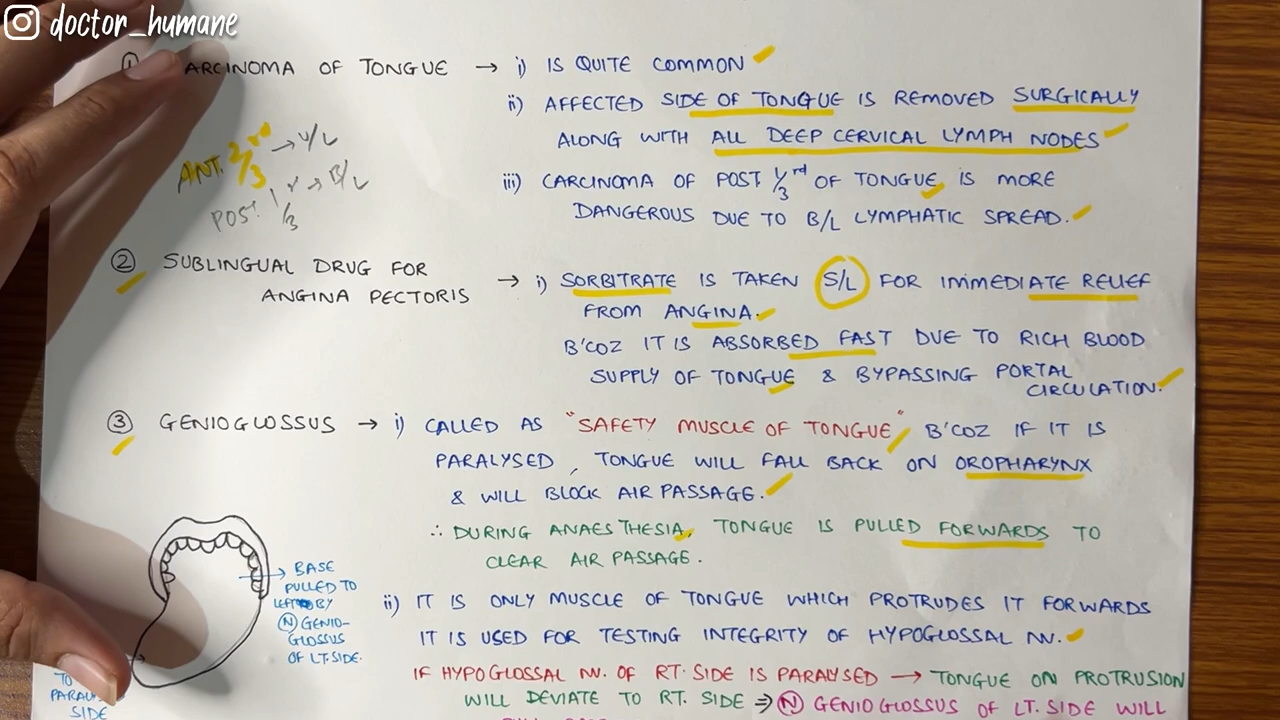 doctor_humane
① CARCINOMA OF TONGUE → i) IS QUITE COMMON
ii) AFFECTED SIDE OF TONGUE IS REMOVED SURGICALLY
ALONG WITH ALL DEEP CERVICAL LYMPH NODES
ANT. 2/3rd → U/L
POST. 1/3 r → B/L
iii) CARCINOMA OF POST 1/3rd OF TONGUE, IS MORE
DANGEROUS DUE TO B/L LYMPHATIC SPREAD.
② SUBLINGUAL DRUG FOR
ANGINA PECTORIS
→ i) SORBITRATE IS TAKEN S/L FOR IMMEDIATE RELIEF
FROM ANGINA.
B'COZ IT IS ABSORBED FAST DUE TO RICH BLOOD
SUPPLY OF TONGUE & BYPASSING PORTAL
CIRCULATION.
③ GENIOGLOSSUS → i) CALLED AS "SAFETY MUSCLE OF TONGUE" B'COZ IF IT IS
PARALYSED, TONGUE WILL FALL BACK ON OROPHARYNX
& WILL BLOCK AIR PASSAGE.
∴ DURING ANAESTHESIA, TONGUE IS PULLED FORWARDS TO
CLEAR AIR PASSAGE.
→ BASE
PULLED TO
LEFT BY
Ⓝ GENIO-
GLOSSUS
OF LT. SIDE.
ii) IT IS ONLY MUSCLE OF TONGUE WHICH PROTRUDES IT FORWARDS
IT IS USED FOR TESTING INTEGRITY OF HYPOGLOSSAL NV.
IF HYPOGLOSSAL NV. OF RT. SIDE IS PARALYSED → TONGUE ON PROTRUSION
WILL DEVIATE TO RT. SIDE ⇒ Ⓝ GENIOGLOSSUS OF LT. SIDE WILL
TO
SIDE